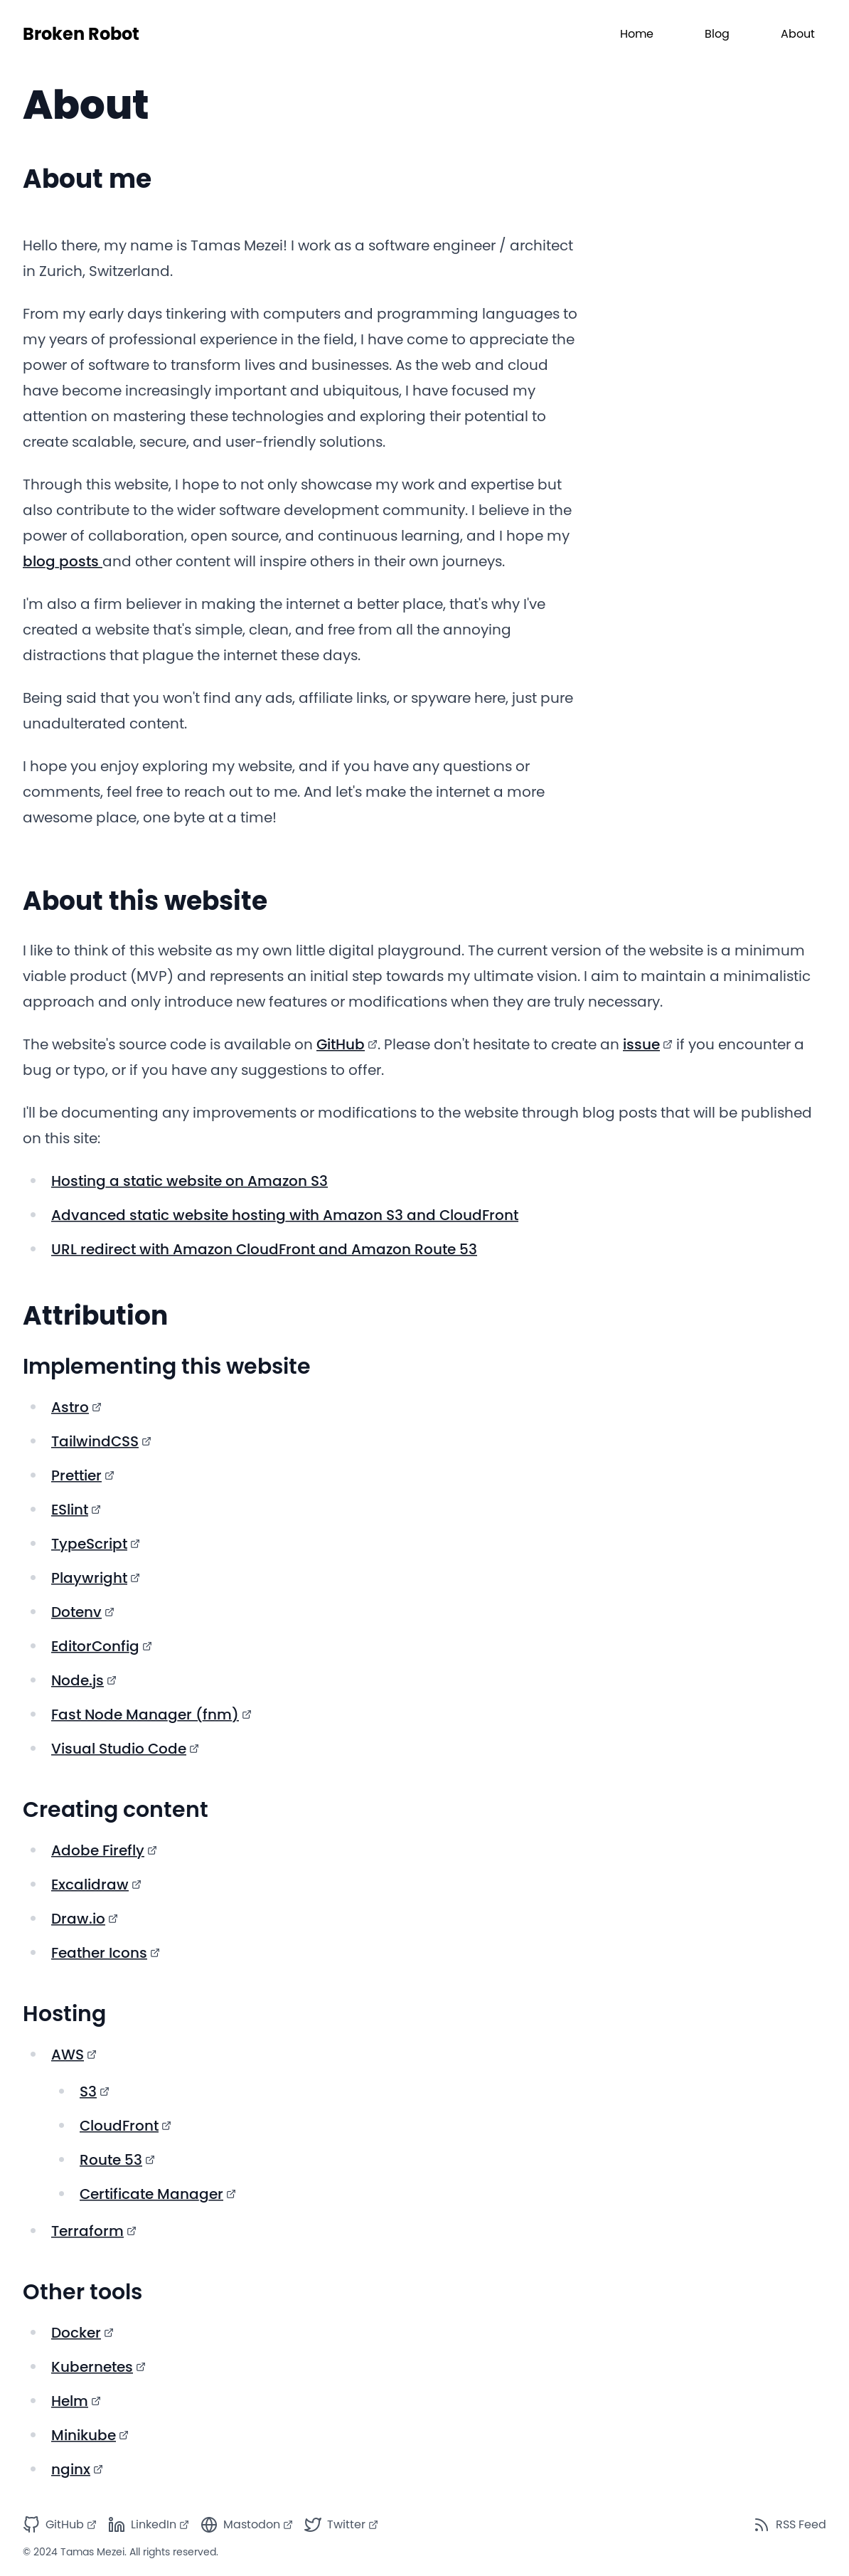 Broken Robot
Home
Blog
About
About
About me
Hello there, my name is Tamas Mezei! I work as a software engineer / architect
in Zurich, Switzerland.
From my early days tinkering with computers and programming languages to
my years of professional experience in the field, I have come to appreciate the
power of software to transform lives and businesses. As the web and cloud
have become increasingly important and ubiquitous, I have focused my
attention on mastering these technologies and exploring their potential to
create scalable, secure, and user-friendly solutions.
Through this website, I hope to not only showcase my work and expertise but
also contribute to the wider software development community. I believe in the
power of collaboration, open source, and continuous learning, and I hope my
blog posts and other content will inspire others in their own journeys.
I'm also a firm believer in making the internet a better place, that's why I've
created a website that's simple, clean, and free from all the annoying
distractions that plague the internet these days.
Being said that you won't find any ads, affiliate links, or spyware here, just pure
unadulterated content.
I hope you enjoy exploring my website, and if you have any questions or
comments, feel free to reach out to me. And let's make the internet a more
awesome place, one byte at a time!
About this website
I like to think of this website as my own little digital playground. The current version of the website is a minimum
viable product (MVP) and represents an initial step towards my ultimate vision. I aim to maintain a minimalistic
approach and only introduce new features or modifications when they are truly necessary.
The website's source code is available on GitHub. Please don't hesitate to create an issue if you encounter a
bug or typo, or if you have any suggestions to offer.
I'll be documenting any improvements or modifications to the website through blog posts that will be published
on this site:
Hosting a static website on Amazon S3
Advanced static website hosting with Amazon S3 and CloudFront
URL redirect with Amazon CloudFront and Amazon Route 53
Attribution
Implementing this website
Astro
TailwindCSS
Prettier
ESlint
TypeScript
Playwright
Dotenv
EditorConfig
Node.js
Fast Node Manager (fnm)
Visual Studio Code
Creating content
Adobe Firefly
Excalidraw
Draw.io
Feather Icons
Hosting
AWS
S3
CloudFront
Route 53
Certificate Manager
Terraform
Other tools
Docker
Kubernetes
Helm
Minikube
nginx
GitHub
LinkedIn
Mastodon
Twitter
RSS Feed
© 2024 Tamas Mezei. All rights reserved.